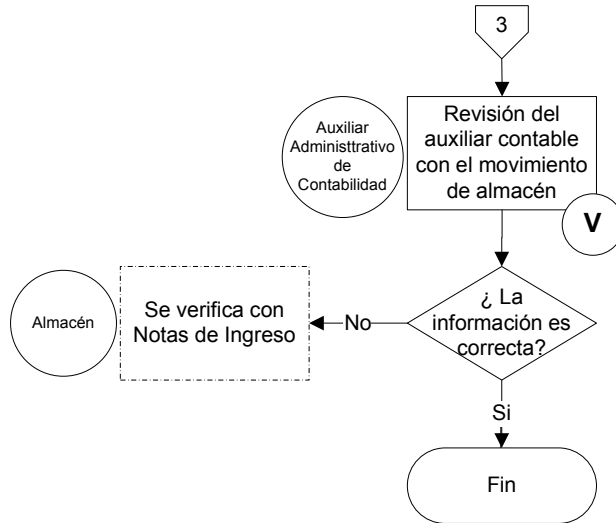 3
Revisión del
auxiliar contable
con el movimiento
de almacén
Auxiliar
Administtrativo
de
Contabilidad
V
¿ La
información es
correcta?
No
Se verifica con
Notas de Ingreso
Almacén
Si
Fin